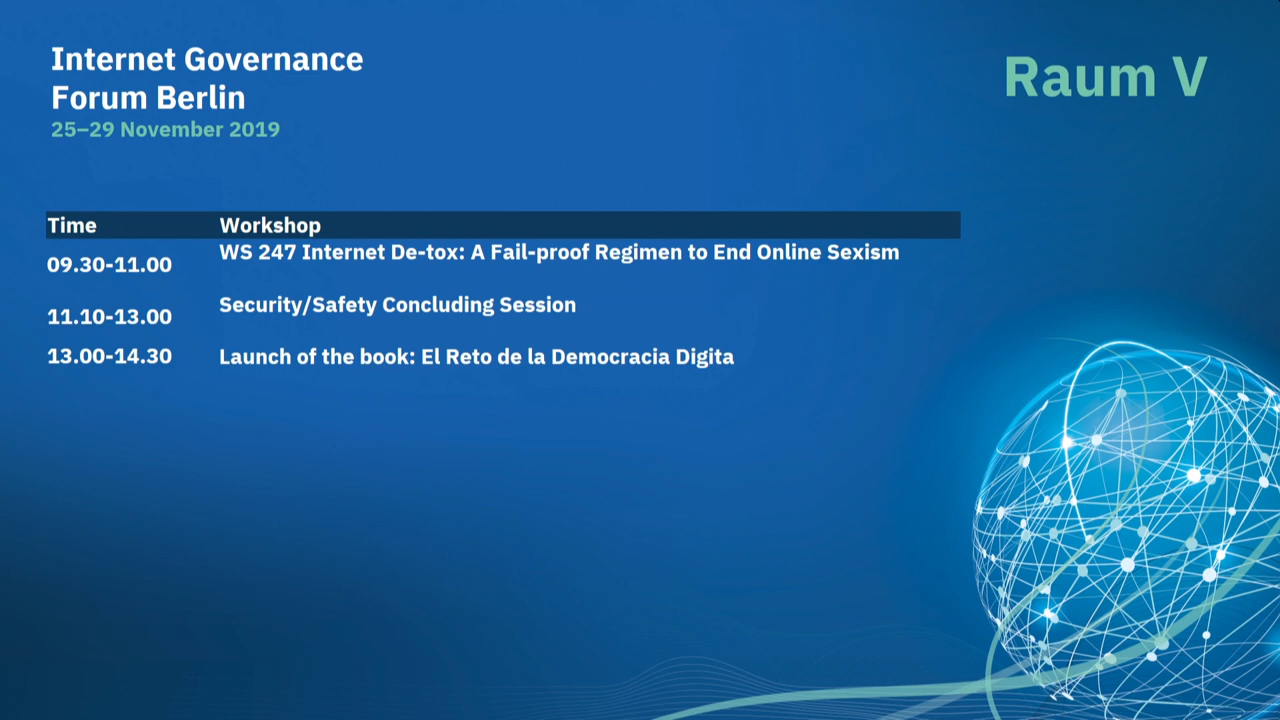 Internet Governance
Forum Berlin
25–29 November 2019
Raum V
Time Workshop
09.30-11.00 WS 247 Internet De-tox: A Fail-proof Regimen to End Online Sexism
11.10-13.00 Security/Safety Concluding Session
13.00-14.30 Launch of the book: El Reto de la Democracia Digita